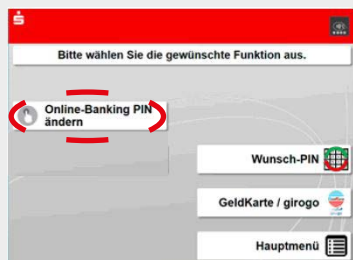 Bitte wählen Sie die gewünschte Funktion aus.
Online-Banking PIN
ändern
Wunsch-PIN
GeldKarte / girogo
Hauptmenü